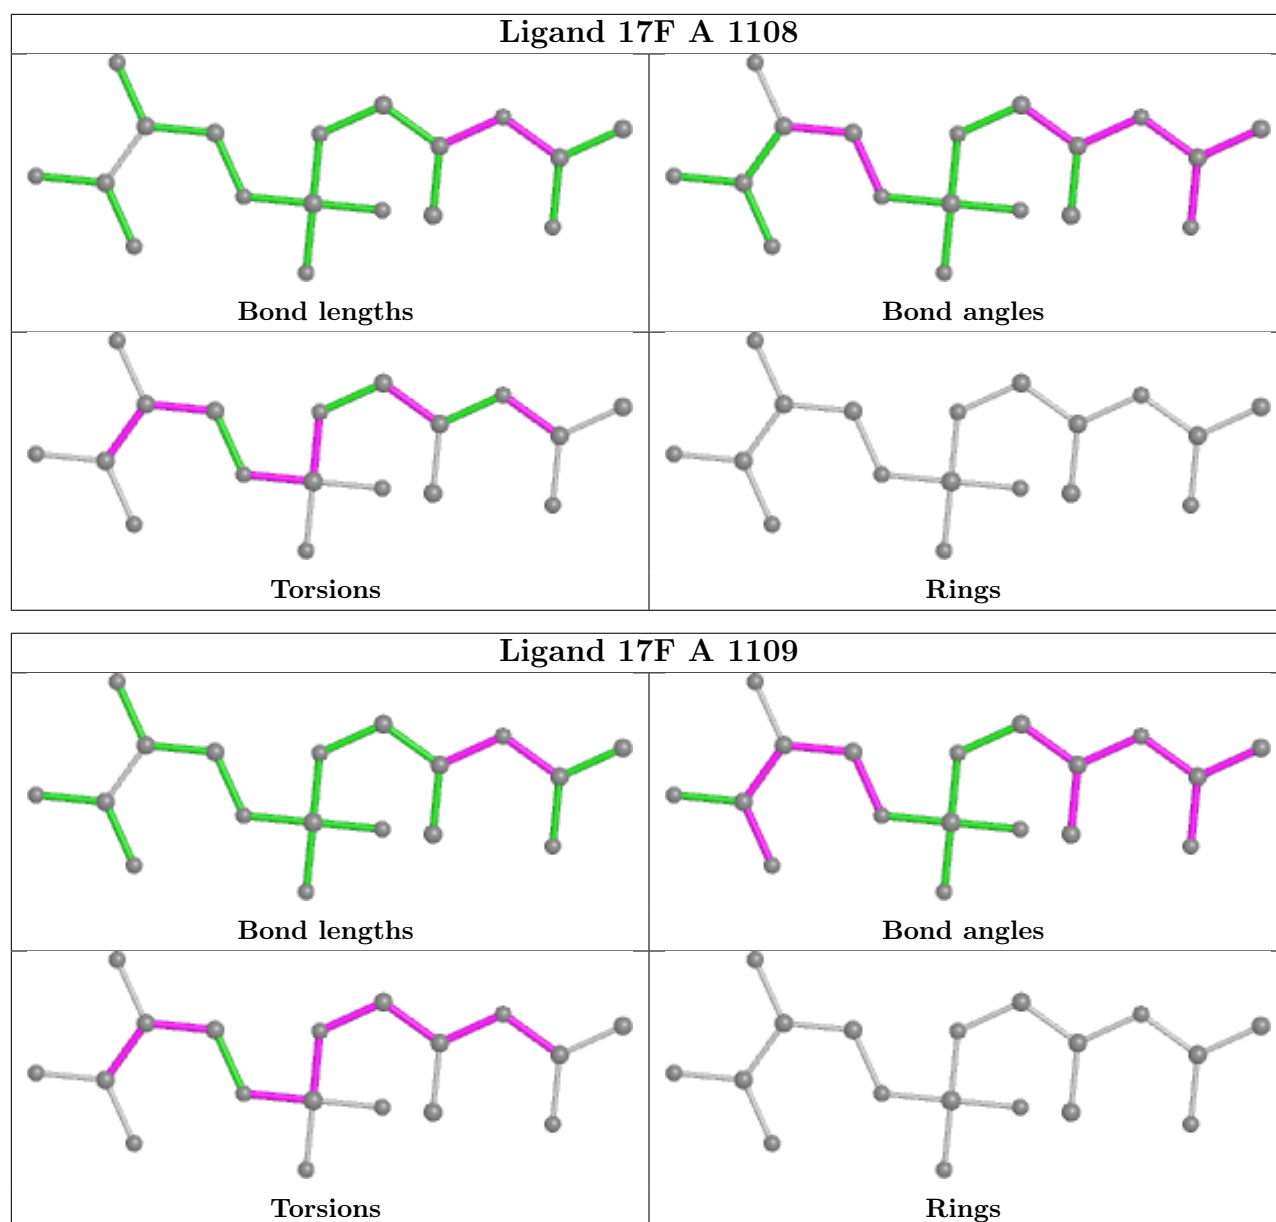 Ligand 17F A 1108
Bond lengths
Bond angles
Torsions
Rings
Ligand 17F A 1109
Bond lengths
Bond angles
Torsions
Rings